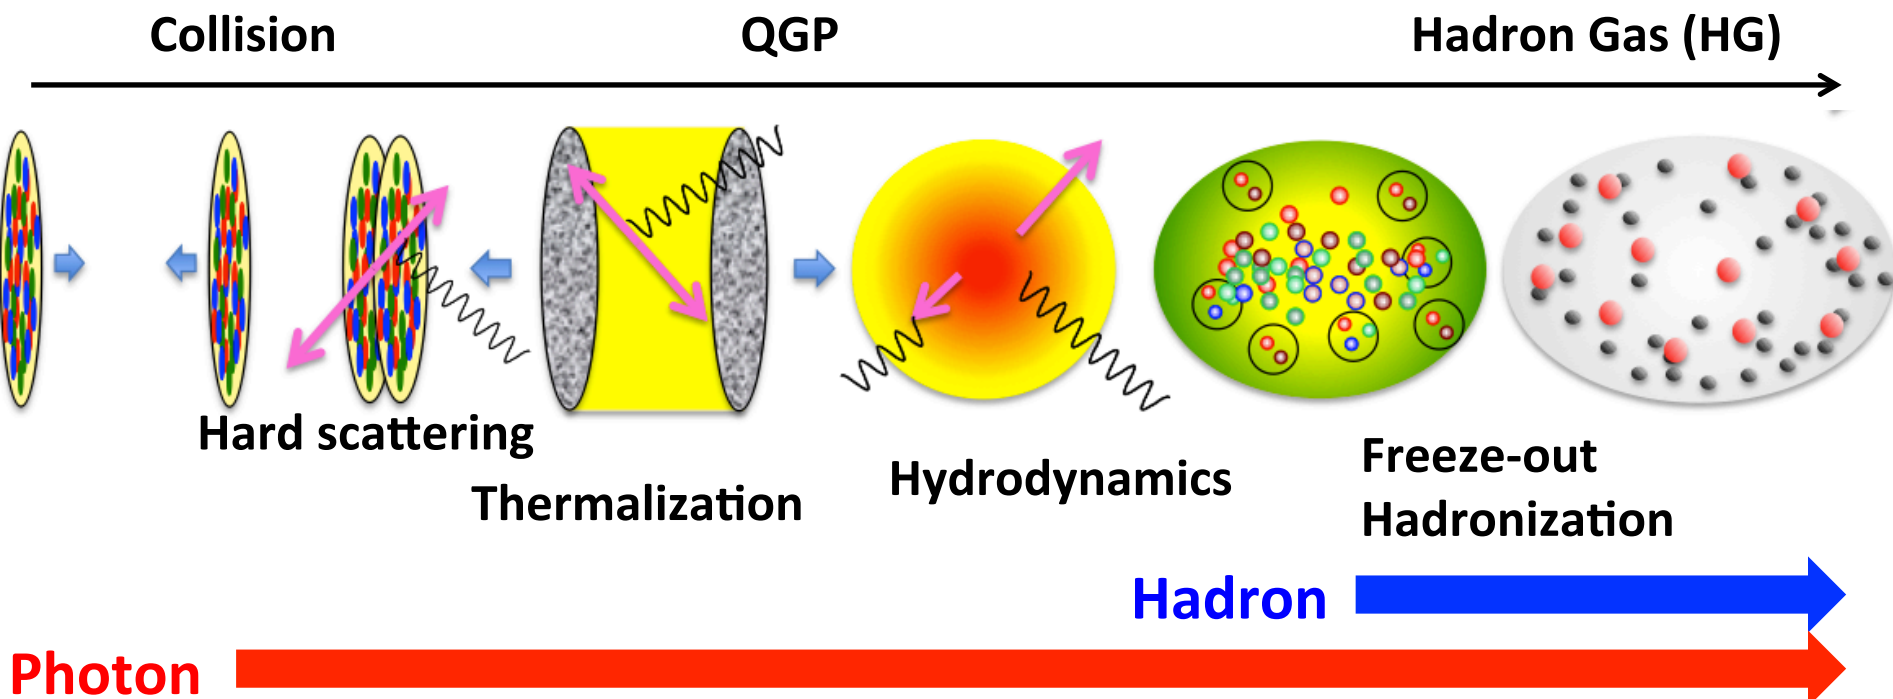 Collision
QGP
Hadron Gas (HG)
Hard scattering
Thermalization
Hydrodynamics
Freeze-out
Hadronization
Hadron
Photon